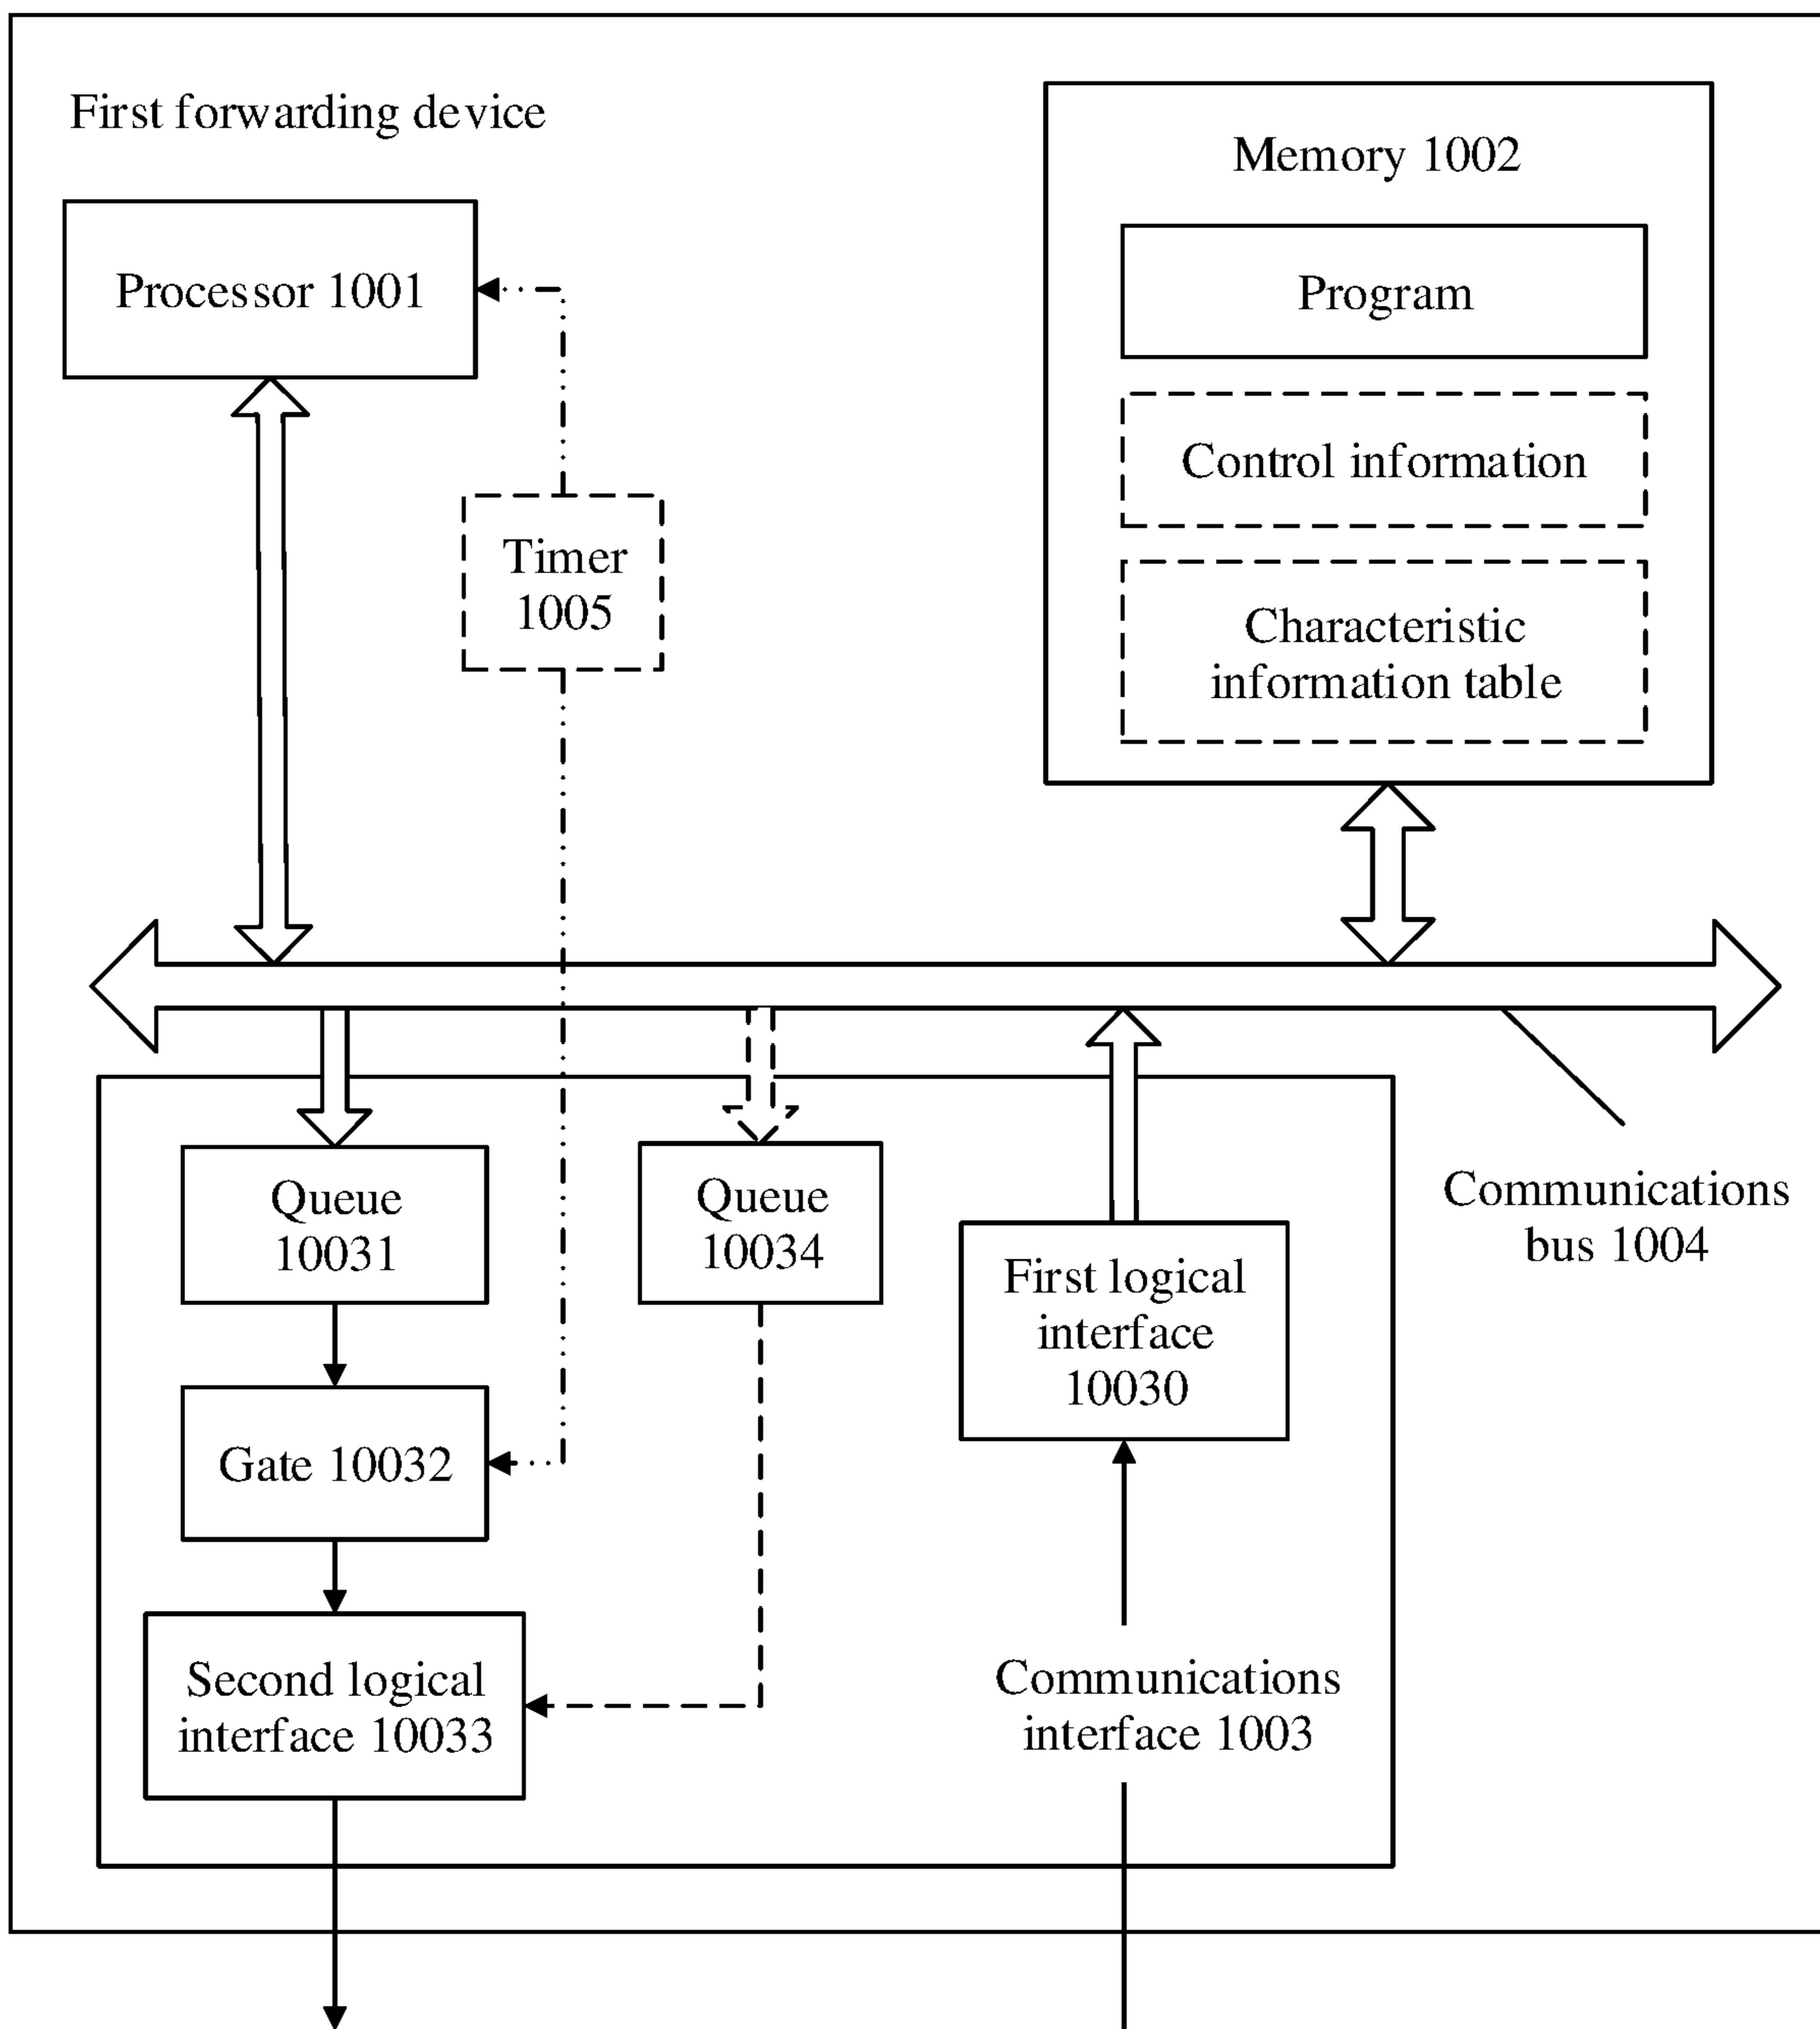 First forwarding device
Processor 1001
Memory 1002
Program
Control information
Characteristic
information table
Timer
1005
Queue
10031
Queue
10034
First logical
interface
10030
Communications
bus 1004
Gate 10032
Second logical
interface 10033
Communications
interface 1003